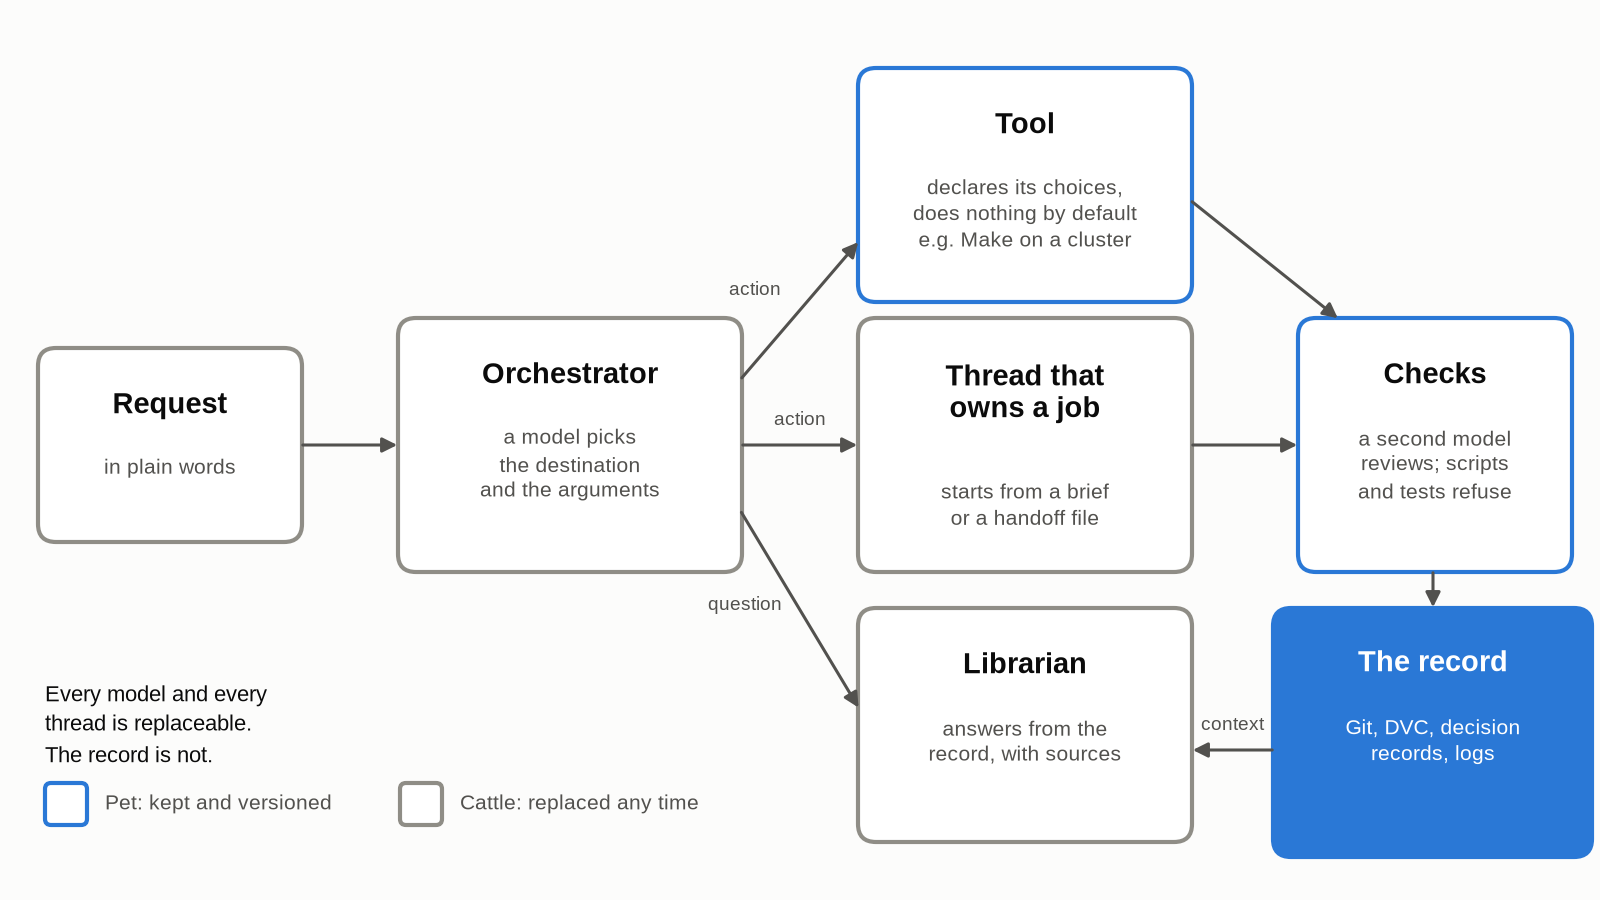 Tool
declares its choices,
does nothing by default
e.g. Make on a cluster
action
Request
in plain words
Orchestrator
a model picks
the destination
and the arguments
action
Thread that
owns a job
starts from a brief
or a handoff file
Checks
a second model
reviews; scripts
and tests refuse
question
Librarian
answers from the
record, with sources
context
The record
Git, DVC, decision
records, logs
Every model and every
thread is replaceable.
The record is not.
Pet: kept and versioned
Cattle: replaced any time